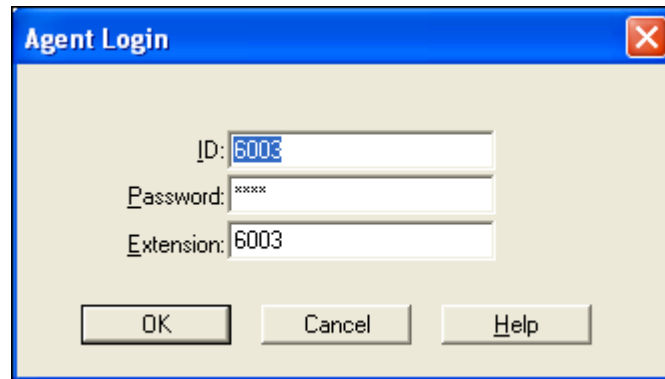 Agent Login
ID: 6003
Password: ****
Extension: 6003
OK Cancel Help